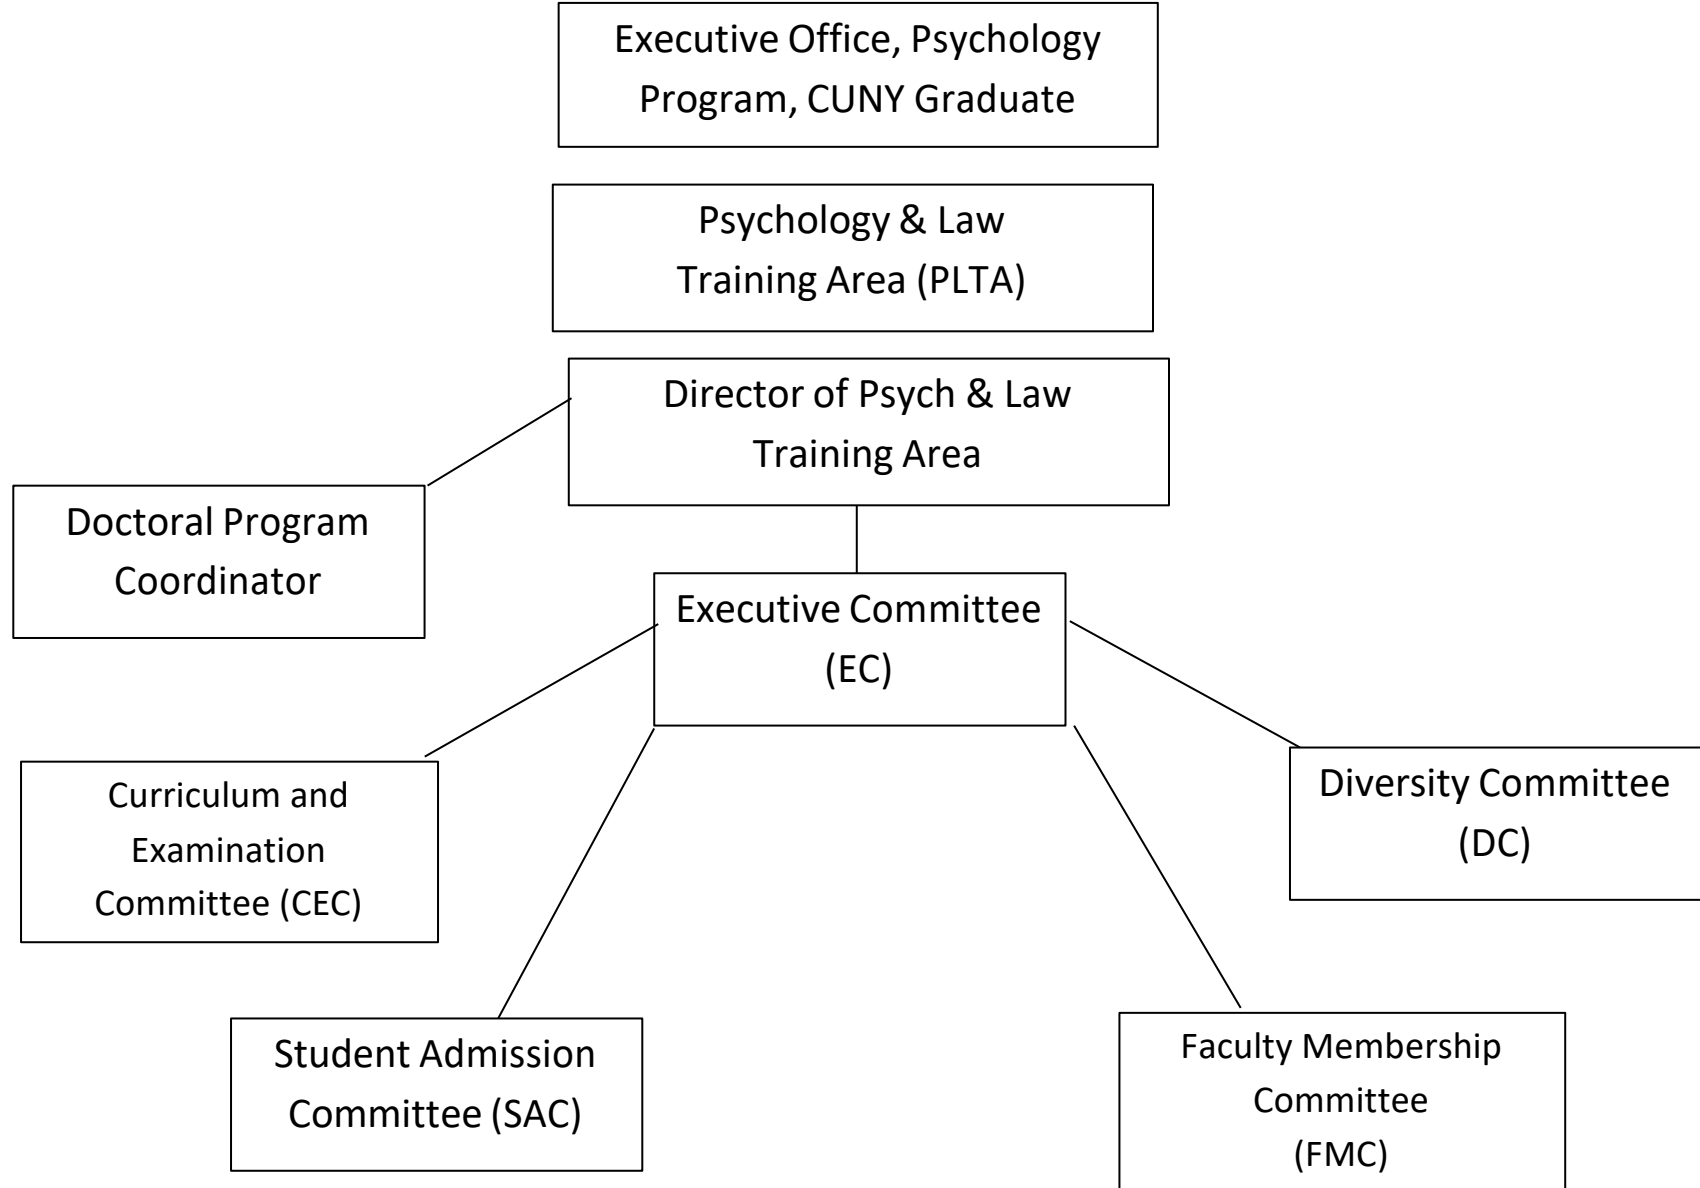 Executive Office, Psychology
Program, CUNY Graduate
Psychology & Law
Training Area (PLTA)
Director of Psych & Law
Training Area
Doctoral Program
Coordinator
Executive Committee
(EC)
Curriculum and
Examination
Committee (CEC)
Diversity Committee
(DC)
Student Admission
Committee (SAC)
Faculty Membership
Committee
(FMC)